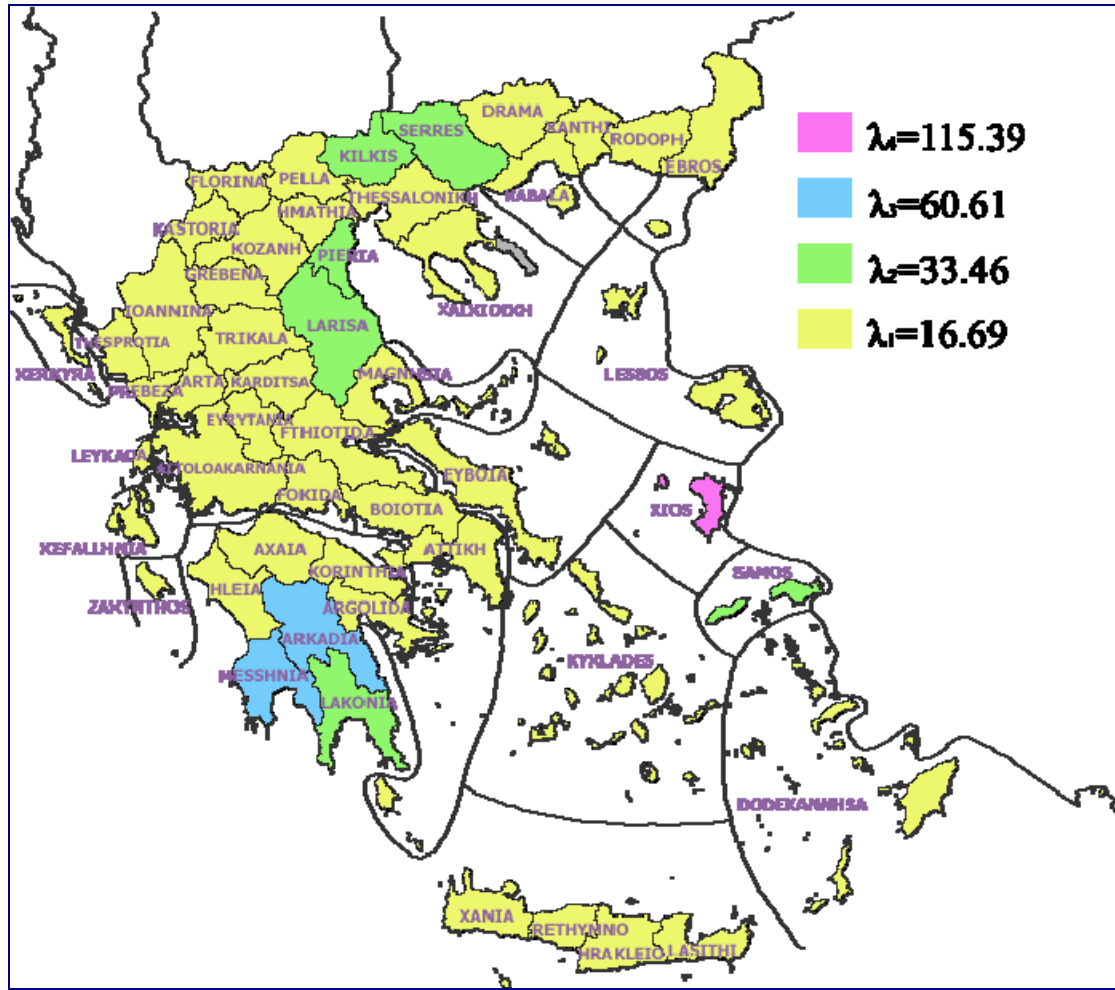 DRAMA
XANTHI
RODOPH
EBROS
SERRES
KILKIS
KABALA
PELLA
FLORINA
THESSALONIKH
HMATHIA
KASTORIA
KOZANH
PIERIA
GREBENA
IOANNINA
XALKIDIKH
LARISA
TRIKALA
THESPROTIA
XERKYRA
MAGNHSIA
LESBOS
PREBEZA
ARTA
KARDITSA
EYRYTANIA
FTHIOTIDA
LEYKADA
AITOLOAKARNANIA
EYBOIA
FOKIDA
BOIOTIA
XIOS
KEFALLHNIA
AXAIA
ATTIKH
KORINTHIA
SAMOS
HLEIA
ZAKYNTHOS
ARGOLIDA
ARKADIA
KYKLADES
MESSHNIA
LAKONIA
DODEKANNHSA
XANIA
RETHYMNO
HRAKLEIO
LASITHI
λ₄=115.39
λ₃=60.61
λ₂=33.46
λ₁=16.69